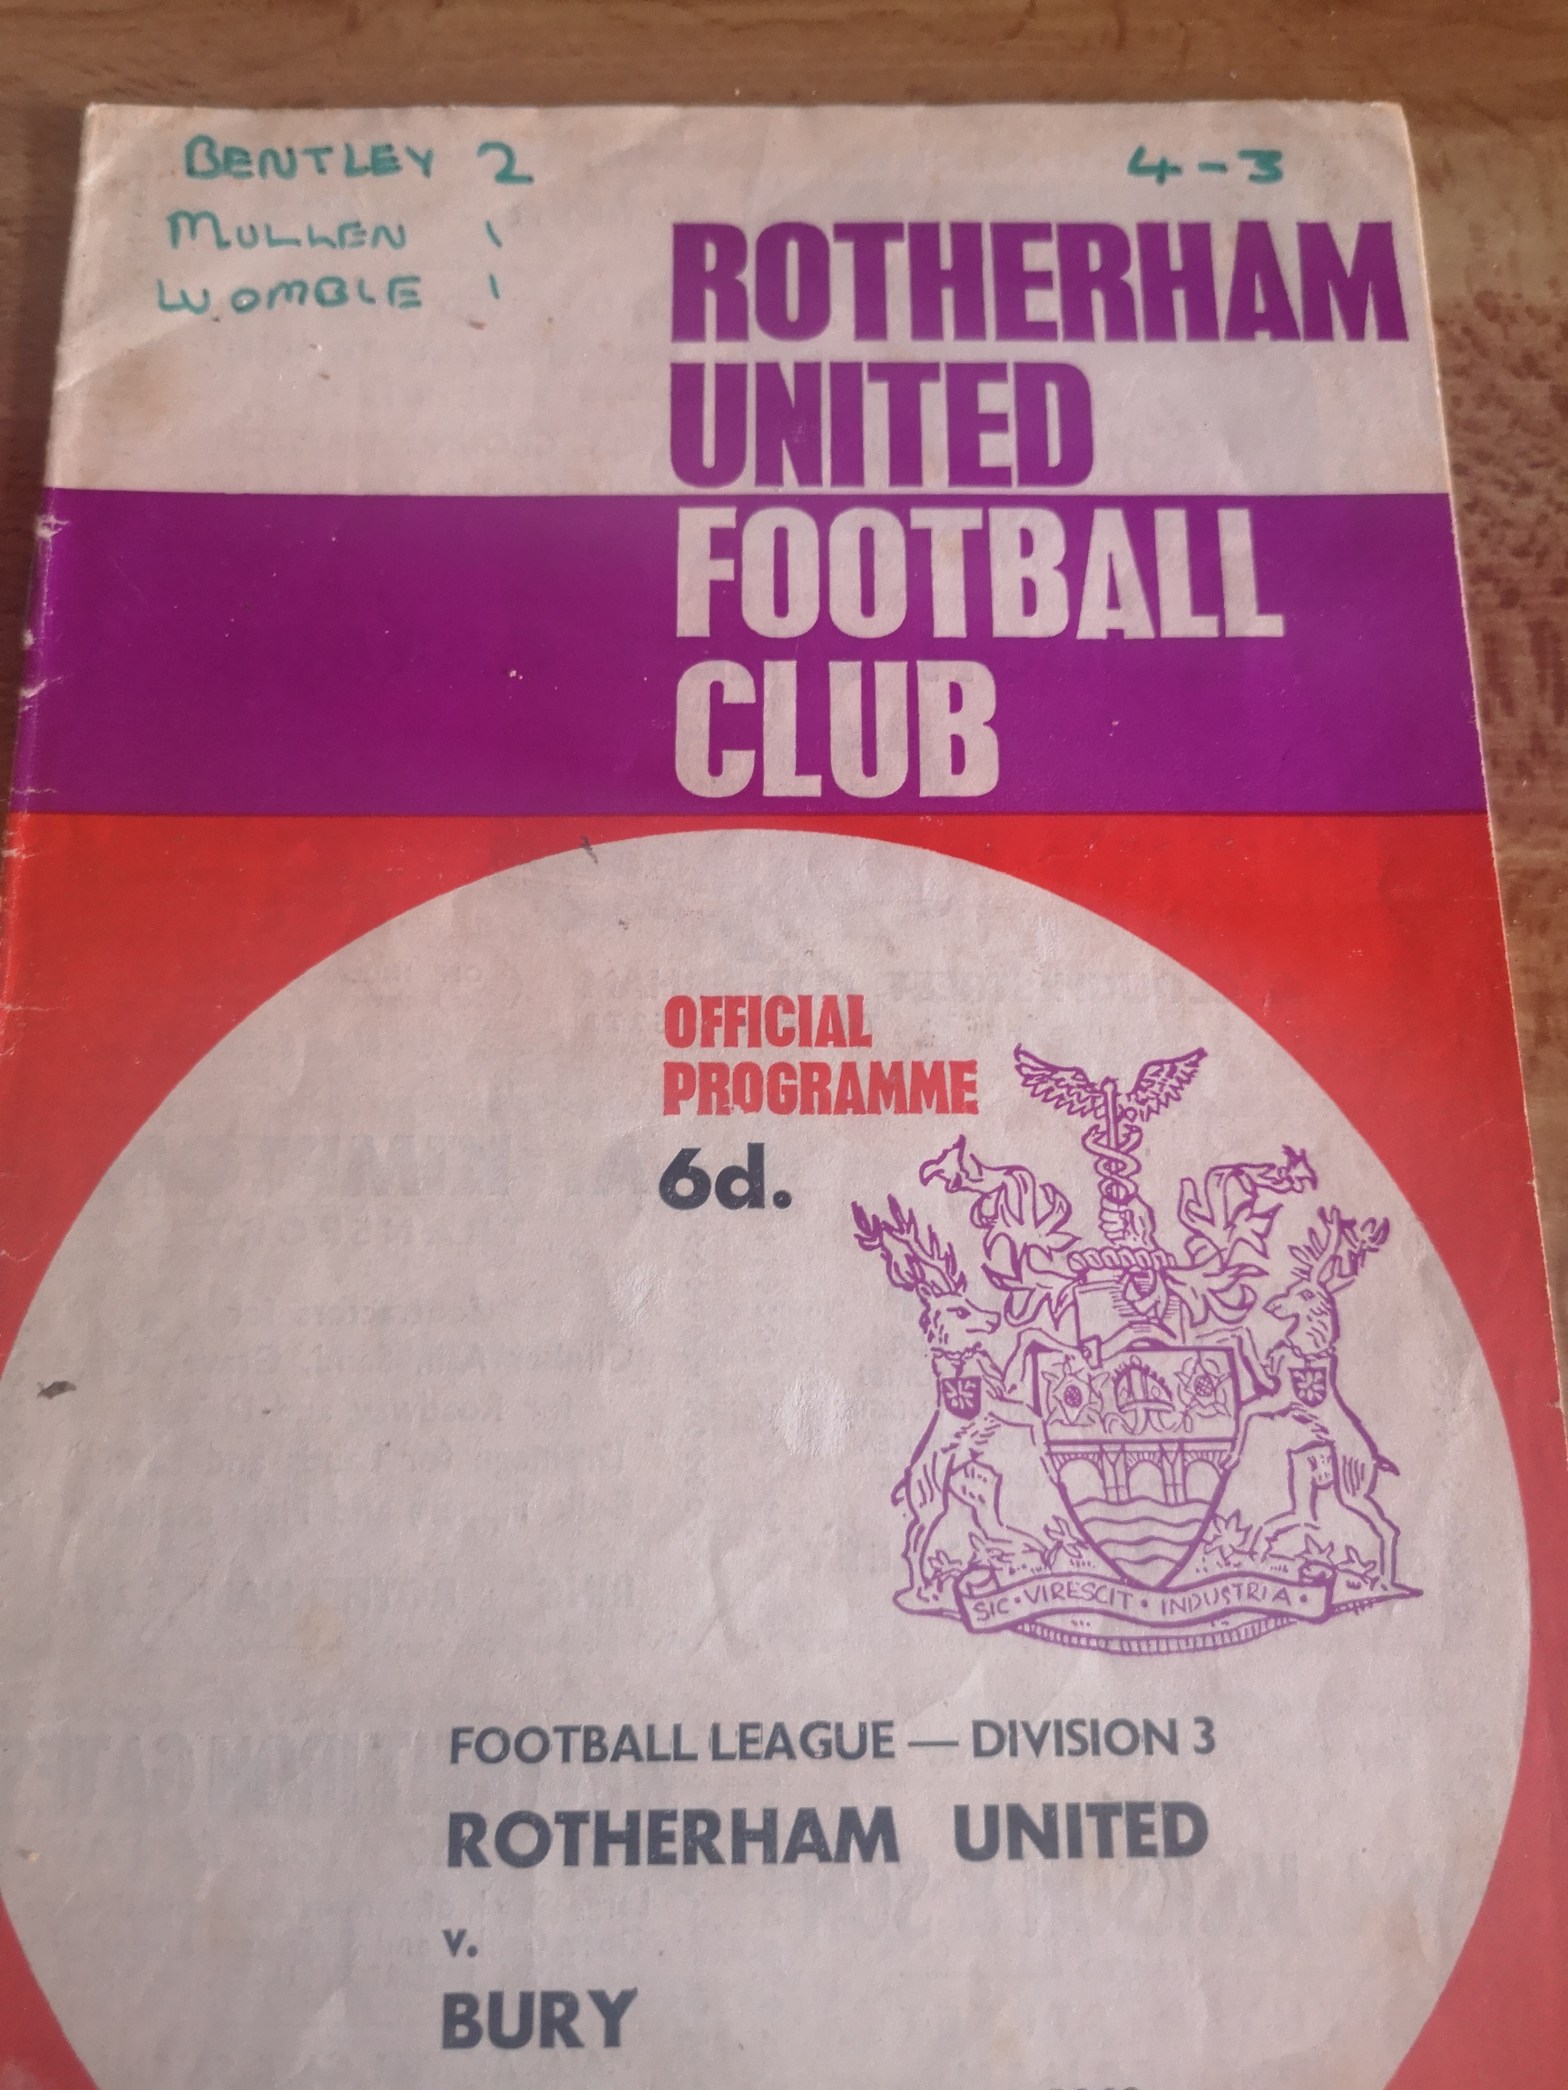 BENTLEY 2
4-3
MULLEN 1
WOMBLE 1
ROTHERHAM
UNITED
FOOTBALL
CLUB
OFFICIAL
PROGRAMME
6d.
SIC • VIRESCIT • INDUSTRIA •
FOOTBALL LEAGUE — DIVISION 3
ROTHERHAM UNITED
v.
BURY